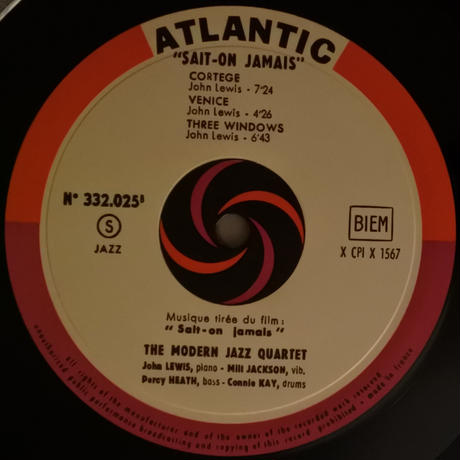 ATLANTIC
"SAIT-ON JAMAIS"
CORTEGE
John Lewis - 7'24
VENICE
John Lewis - 4'26
THREE WINDOWS
John Lewis - 6'43
N° 332.025ᴮ
S
JAZZ
BIEM
X CPI X 1567
Musique tirée du film :
"Sait-on jamais"
THE MODERN JAZZ QUARTET
John LEWIS, piano - Milt JACKSON, vib.
Percy HEATH, bass - Connie KAY, drums
all rights of the manufacturer and of the owner of the recorded work reserved
unauthorized public performance broadcasting and copying of this record prohibited - made in france